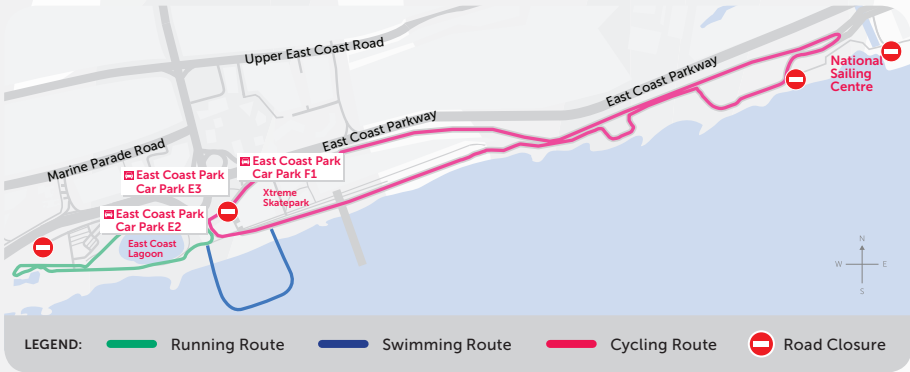 Upper East Coast Road
East Coast Parkway
National
Sailing
Centre
East Coast Parkway
Marine Parade Road
East Coast Park
Car Park F1
East Coast Park
Car Park E3
Xtreme
Skatepark
East Coast Park
Car Park E2
East Coast
Lagoon
N
W E
S
LEGEND: Running Route Swimming Route Cycling Route Road Closure